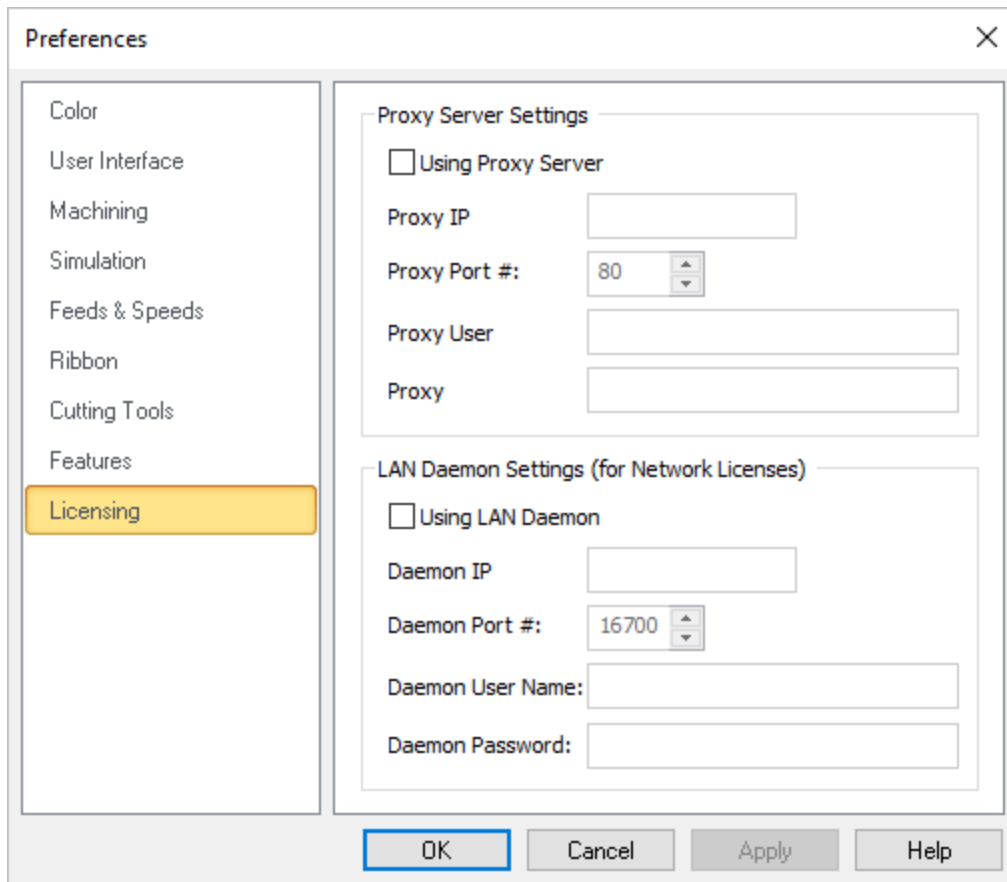 Preferences
Color
User Interface
Machining
Simulation
Feeds & Speeds
Ribbon
Cutting Tools
Features
Licensing
Proxy Server Settings
Using Proxy Server
Proxy IP
Proxy Port #:
80
Proxy User
Proxy
LAN Daemon Settings (for Network Licenses)
Using LAN Daemon
Daemon IP
Daemon Port #:
16700
Daemon User Name:
Daemon Password:
OK
Cancel
Apply
Help